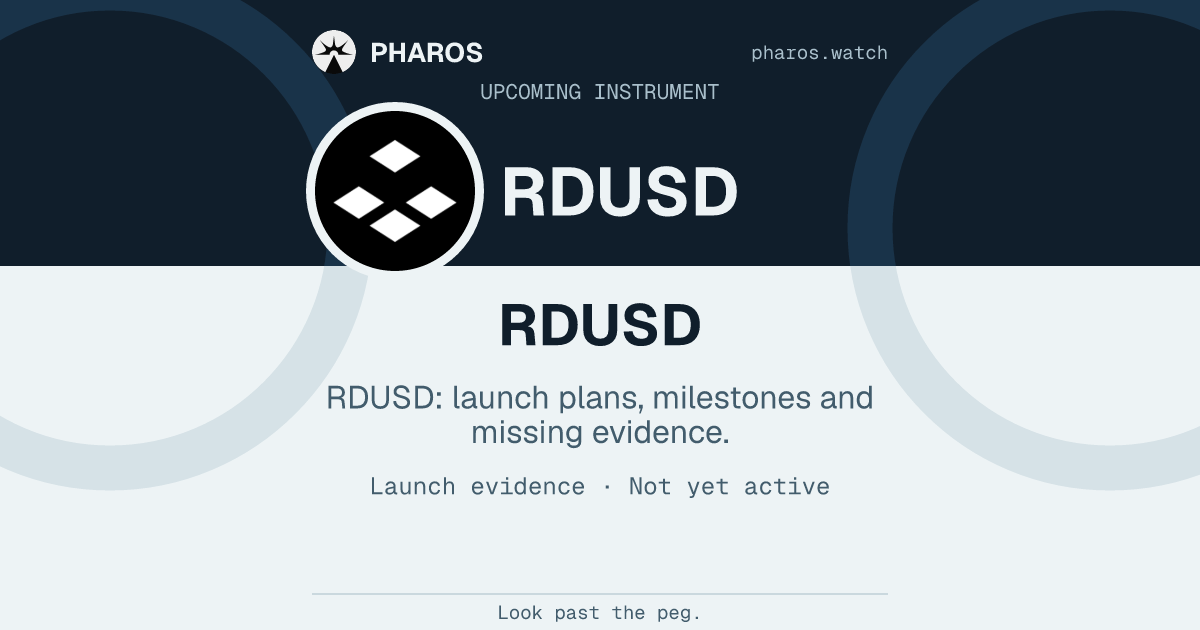 PHAROS
pharos.watch
UPCOMING INSTRUMENT
RDUSD
RDUSD
RDUSD: launch plans, milestones and
missing evidence.
Launch evidence · Not yet active
Look past the peg.